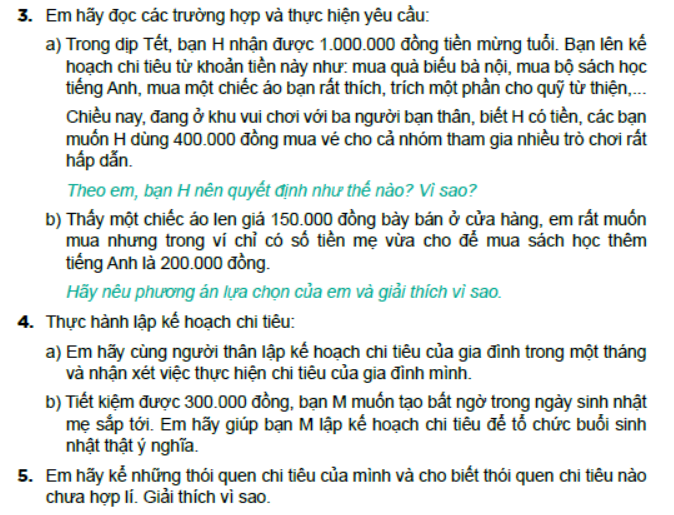 3. Em hãy đọc các trường hợp và thực hiện yêu cầu:
a) Trong dịp Tết, bạn H nhận được 1.000.000 đồng tiền mừng tuổi. Bạn lên kế
hoạch chi tiêu từ khoản tiền này như: mua quà biếu bà nội, mua bộ sách học
tiếng Anh, mua một chiếc áo bạn rất thích, trích một phần cho quỹ từ thiện,...
Chiều nay, đang ở khu vui chơi với ba người bạn thân, biết H có tiền, các bạn
muốn H dùng 400.000 đồng mua vé cho cả nhóm tham gia nhiều trò chơi rất
hấp dẫn.
Theo em, bạn H nên quyết định như thế nào? Vì sao?
b) Thấy một chiếc áo len giá 150.000 đồng bày bán ở cửa hàng, em rất muốn
mua nhưng trong ví chỉ có số tiền mẹ vừa cho để mua sách học thêm
tiếng Anh là 200.000 đồng.
Hãy nêu phương án lựa chọn của em và giải thích vì sao.
4. Thực hành lập kế hoạch chi tiêu:
a) Em hãy cùng người thân lập kế hoạch chi tiêu của gia đình trong một tháng
và nhận xét việc thực hiện chi tiêu của gia đình mình.
b) Tiết kiệm được 300.000 đồng, bạn M muốn tạo bất ngờ trong ngày sinh nhật
mẹ sắp tới. Em hãy giúp bạn M lập kế hoạch chi tiêu để tổ chức buổi sinh
nhật thật ý nghĩa.
5. Em hãy kể những thói quen chi tiêu của mình và cho biết thói quen chi tiêu nào
chưa hợp lí. Giải thích vì sao.